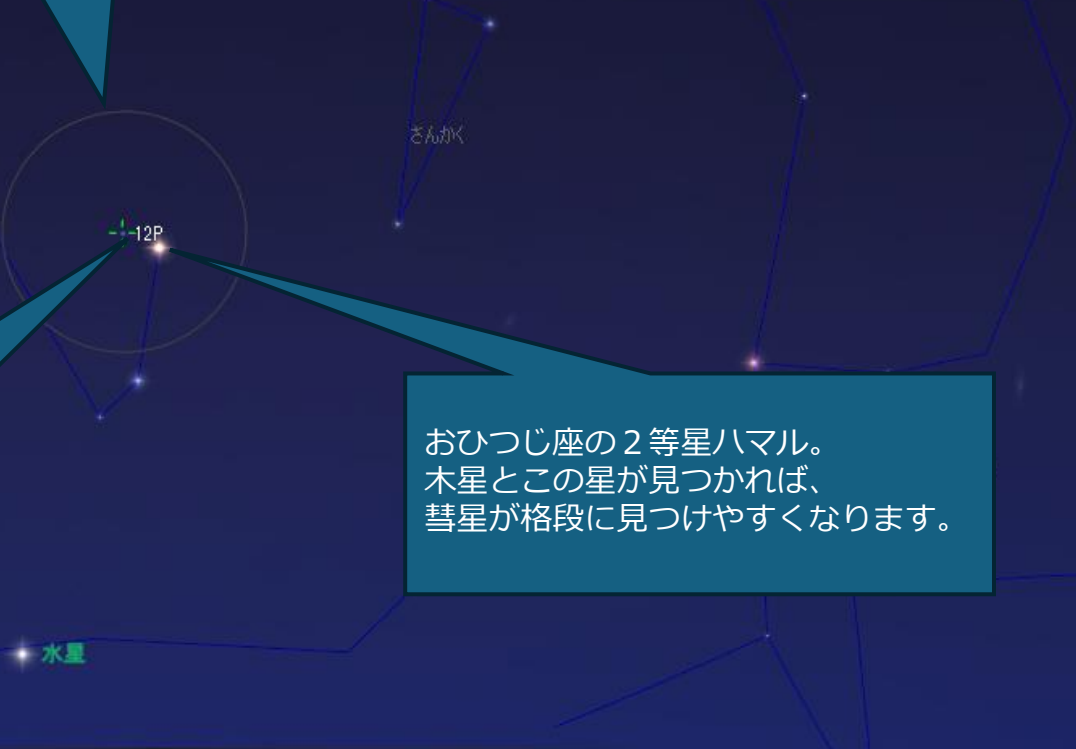 さんかく
12P
おひつじ座の２等星ハマル。
木星とこの星が見つかれば、
彗星が格段に見つけやすくなります。
水星